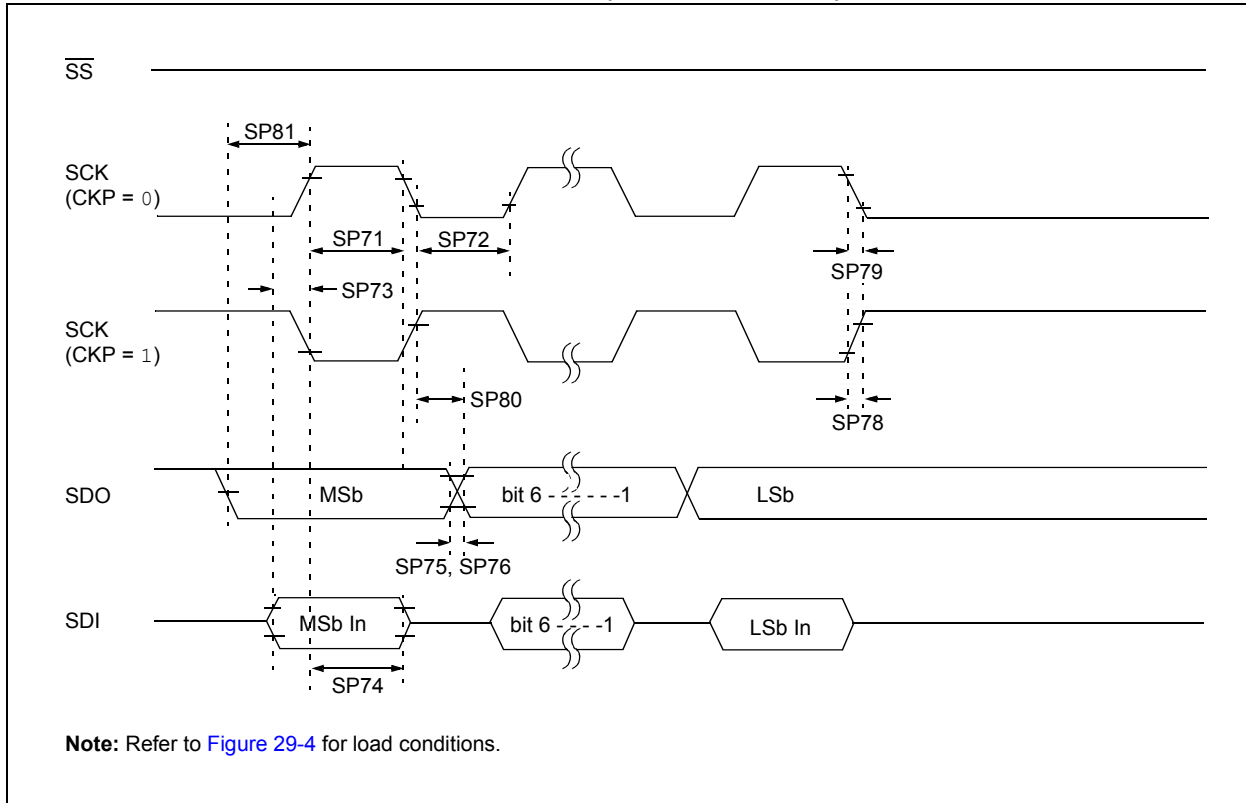 SS
SP81
SCK
(CKP = 0)
SP71
SP72
SP79
SP73
SCK
(CKP = 1)
SP80
SP78
SDO
MSb
bit 6 - - - - - -1
LSb
SP75, SP76
SDI
MSb In
bit 6 - - - -1
LSb In
SP74
Note: Refer to Figure 29-4 for load conditions.